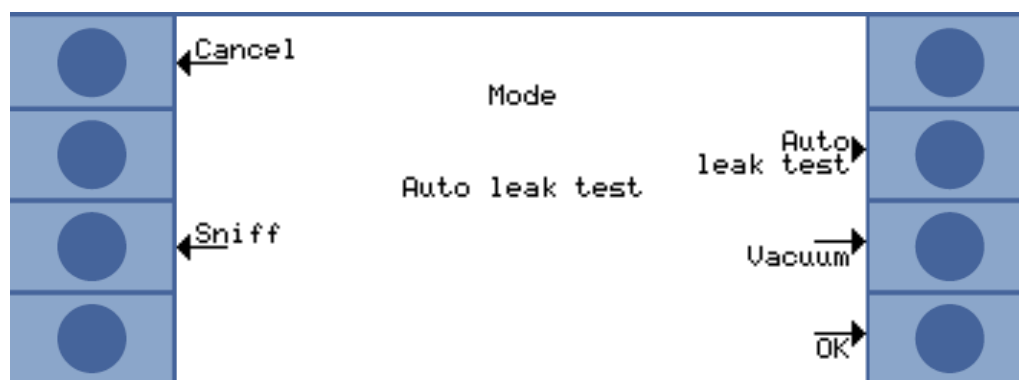 Cancel
Mode
Auto
leak test
Auto leak test
Sniff
Vacuum
OK